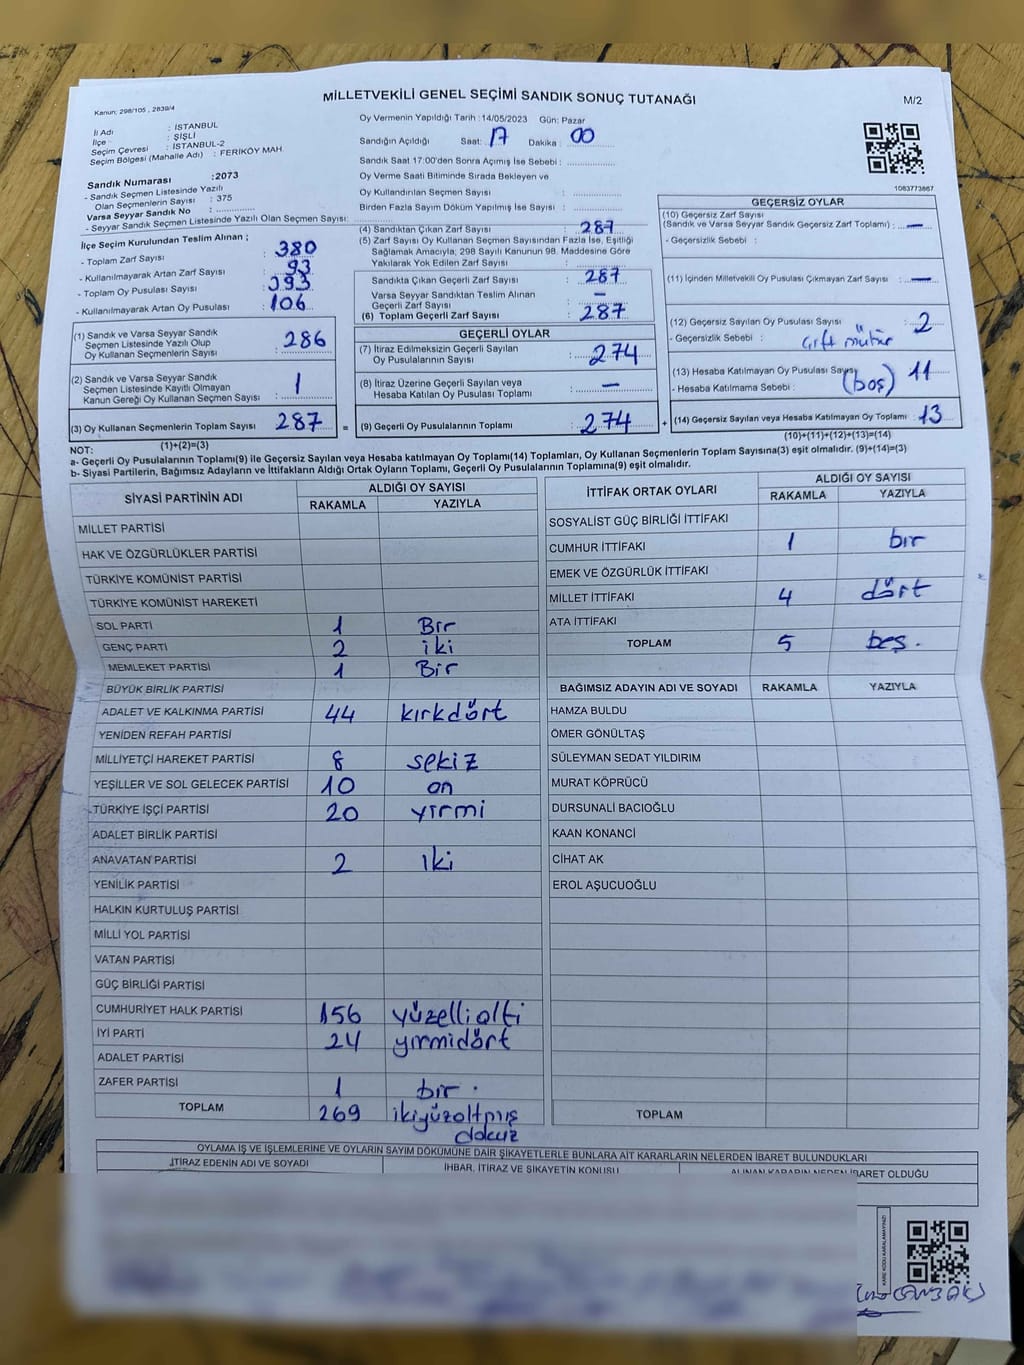 MİLLETVEKİLİ GENEL SEÇİMİ SANDIK SONUÇ TUTANAĞI
M/2
Kanun: 298/105 , 2839/4
İl Adı : İSTANBUL
İlçe : ŞİŞLİ
Seçim Çevresi : İSTANBUL-2
Seçim Bölgesi (Mahalle Adı) : FERİKÖY MAH.
Sandık Numarası :2073
- Sandık Seçmen Listesinde Yazılı
Olan Seçmenlerin Sayısı : 375
Varsa Seyyar Sandık No :
- Seyyar Sandık Seçmen Listesinde Yazılı Olan Seçmen Sayısı:
Oy Vermenin Yapıldığı Tarih : 14/05/2023 Gün: Pazar
Sandığın Açıldığı Saat: 17 Dakika : 00
Sandık Saat 17:00'den Sonra Açımış İse Sebebi :
Oy Verme Saati Bitiminde Sırada Bekleyen ve
Oy Kullandırılan Seçmen Sayısı :
Birden Fazla Sayım Döküm Yapılmış İse Sayısı :
1083773867
İlçe Seçim Kurulundan Teslim Alınan ;
- Toplam Zarf Sayısı : 380
- Kullanılmayarak Artan Zarf Sayısı : 93
- Toplam Oy Pusulası Sayısı : 393
- Kullanılmayarak Artan Oy Pusulası : 106
(1) Sandık ve Varsa Seyyar Sandık
Seçmen Listesinde Yazılı Olup
Oy Kullanan Seçmenlerin Sayısı : 286
(2) Sandık ve Varsa Seyyar Sandık
Seçmen Listesinde Kayıtlı Olmayan
Kanun Gereği Oy Kullanan Seçmen Sayısı : 1
(3) Oy Kullanan Seçmenlerin Toplam Sayısı : 287
(1)+(2)=(3)
(4) Sandıktan Çıkan Zarf Sayısı : 287
(5) Zarf Sayısı Oy Kullanan Seçmen Sayısından Fazla İse, Eşitliği
Sağlamak Amacıyla; 298 Sayılı Kanunun 98. Maddesine Göre
Yakılarak Yok Edilen Zarf Sayısı :
Sandıkta Çıkan Geçerli Zarf Sayısı : 287
Varsa Seyyar Sandıktan Teslim Alınan
Geçerli Zarf Sayısı : –
(6) Toplam Geçerli Zarf Sayısı : 287
GEÇERLİ OYLAR
(7) İtiraz Edilmeksizin Geçerli Sayılan
Oy Pusulalarının Sayısı : 274
(8) İtiraz Üzerine Geçerli Sayılan veya
Hesaba Katılan Oy Pusulası Toplamı : –
= (9) Geçerli Oy Pusulalarının Toplamı : 274
GEÇERSİZ OYLAR
(10) Geçersiz Zarf Sayısı
(Sandık ve Varsa Seyyar Sandık Geçersiz Zarf Toplamı) : –
- Geçersizlik Sebebi :
(11) İçinden Milletvekili Oy Pusulası Çıkmayan Zarf Sayısı : –
(12) Geçersiz Sayılan Oy Pusulası Sayısı : 2
- Geçersizlik Sebebi : çift mühür
(13) Hesaba Katılmayan Oy Pusulası Sayısı 11
- Hesaba Katılmama Sebebi : (boş)
+ (14) Geçersiz Sayılan veya Hesaba Katılmayan Oy Toplamı : 13
(10)+(11)+(12)+(13)=(14)
NOT:
a- Geçerli Oy Pusulalarının Toplamı(9) ile Geçersiz Sayılan veya Hesaba katılmayan Oy Toplamı(14) Toplamları, Oy Kullanan Seçmenlerin Toplam Sayısına(3) eşit olmalıdır. (9)+(14)=(3)
b- Siyasi Partilerin, Bağımsız Adayların ve İttifakların Aldığı Ortak Oyların Toplamı, Geçerli Oy Pusulalarının Toplamına(9) eşit olmalıdır.
SİYASİ PARTİNİN ADI ALDIĞI OY SAYISI
RAKAMLA YAZIYLA
MİLLET PARTİSİ
HAK VE ÖZGÜRLÜKLER PARTİSİ
TÜRKİYE KOMÜNİST PARTİSİ
TÜRKİYE KOMÜNİST HAREKETİ
SOL PARTİ 1 Bir
GENÇ PARTİ 2 iki
MEMLEKET PARTİSİ 1 Bir
BÜYÜK BİRLİK PARTİSİ
ADALET VE KALKINMA PARTİSİ 44 kırkdört
YENİDEN REFAH PARTİSİ
MİLLİYETÇİ HAREKET PARTİSİ 8 sekiz
YEŞİLLER VE SOL GELECEK PARTİSİ 10 on
TÜRKİYE İŞÇİ PARTİSİ 20 yirmi
ADALET BİRLİK PARTİSİ
ANAVATAN PARTİSİ 2 iki
YENİLİK PARTİSİ
HALKIN KURTULUŞ PARTİSİ
MİLLİ YOL PARTİSİ
VATAN PARTİSİ
GÜÇ BİRLİĞİ PARTİSİ
CUMHURİYET HALK PARTİSİ 156 yüzellialti
İYİ PARTİ 24 yirmidört
ADALET PARTİSİ
ZAFER PARTİSİ 1 bir .
TOPLAM 269 ikiyüzaltmış
dokuz
İTTİFAK ORTAK OYLARI ALDIĞI OY SAYISI
RAKAMLA YAZIYLA
SOSYALİST GÜÇ BİRLİĞİ İTTİFAKI
CUMHUR İTTİFAKI 1 bir
EMEK VE ÖZGÜRLÜK İTTİFAKI
MİLLET İTTİFAKI 4 dört
ATA İTTİFAKI
TOPLAM 5 beş .
BAĞIMSIZ ADAYIN ADI VE SOYADI RAKAMLA YAZIYLA
HAMZA BULDU
ÖMER GÖNÜLTAŞ
SÜLEYMAN SEDAT YILDIRIM
MURAT KÖPRÜCÜ
DURSUNALİ BACIOĞLU
KAAN KONANCİ
CİHAT AK
EROL AŞUCUOĞLU
TOPLAM
OYLAMA İŞ VE İŞLEMLERİNE VE OYLARIN SAYIM DÖKÜMÜNE DAİR ŞİKAYETLERLE BUNLARA AİT KARARLARIN NELERDEN İBARET BULUNDUKLARI
İTİRAZ EDENİN ADI VE SOYADI İHBAR, İTİRAZ VE ŞİKAYETİN KONUSU ALINAN KARARIN NEDEN İBARET OLDUĞU
KARE KODU KARALAMAYINIZ!